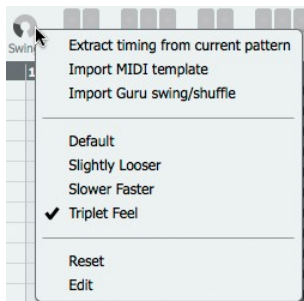 Swing
1
Extract timing from current pattern
Import MIDI template
Import Guru swing/shuffle
Default
Slightly Looser
Slower Faster
✓ Triplet Feel
Reset
Edit